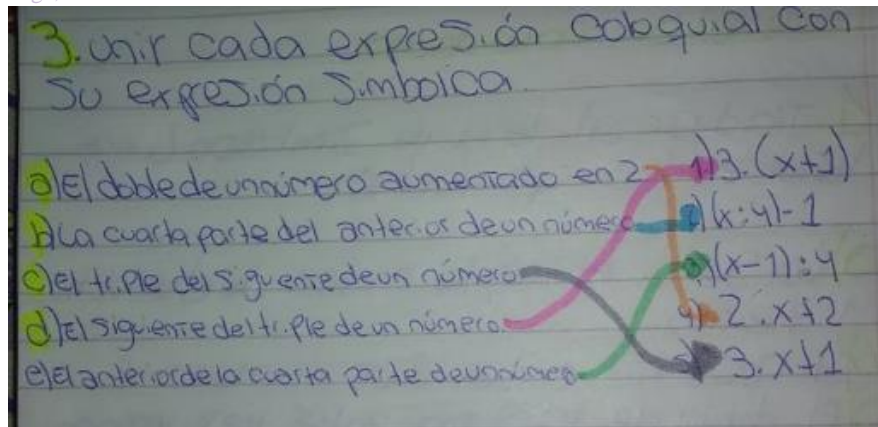 3. Unir cada expresión coloquial con
su expresión simbolica.
a) El doble de un número aumentado en 2
1) 3.(x+1)
b) La cuarta parte del anterior de un número
2) (x:4)-1
c) El triple del siguente de un número
3) (x-1):4
d) El siguiente del triple de un número.
4) 2.x+2
e) El anterior de la cuarta parte de un número
5) 3.x+1